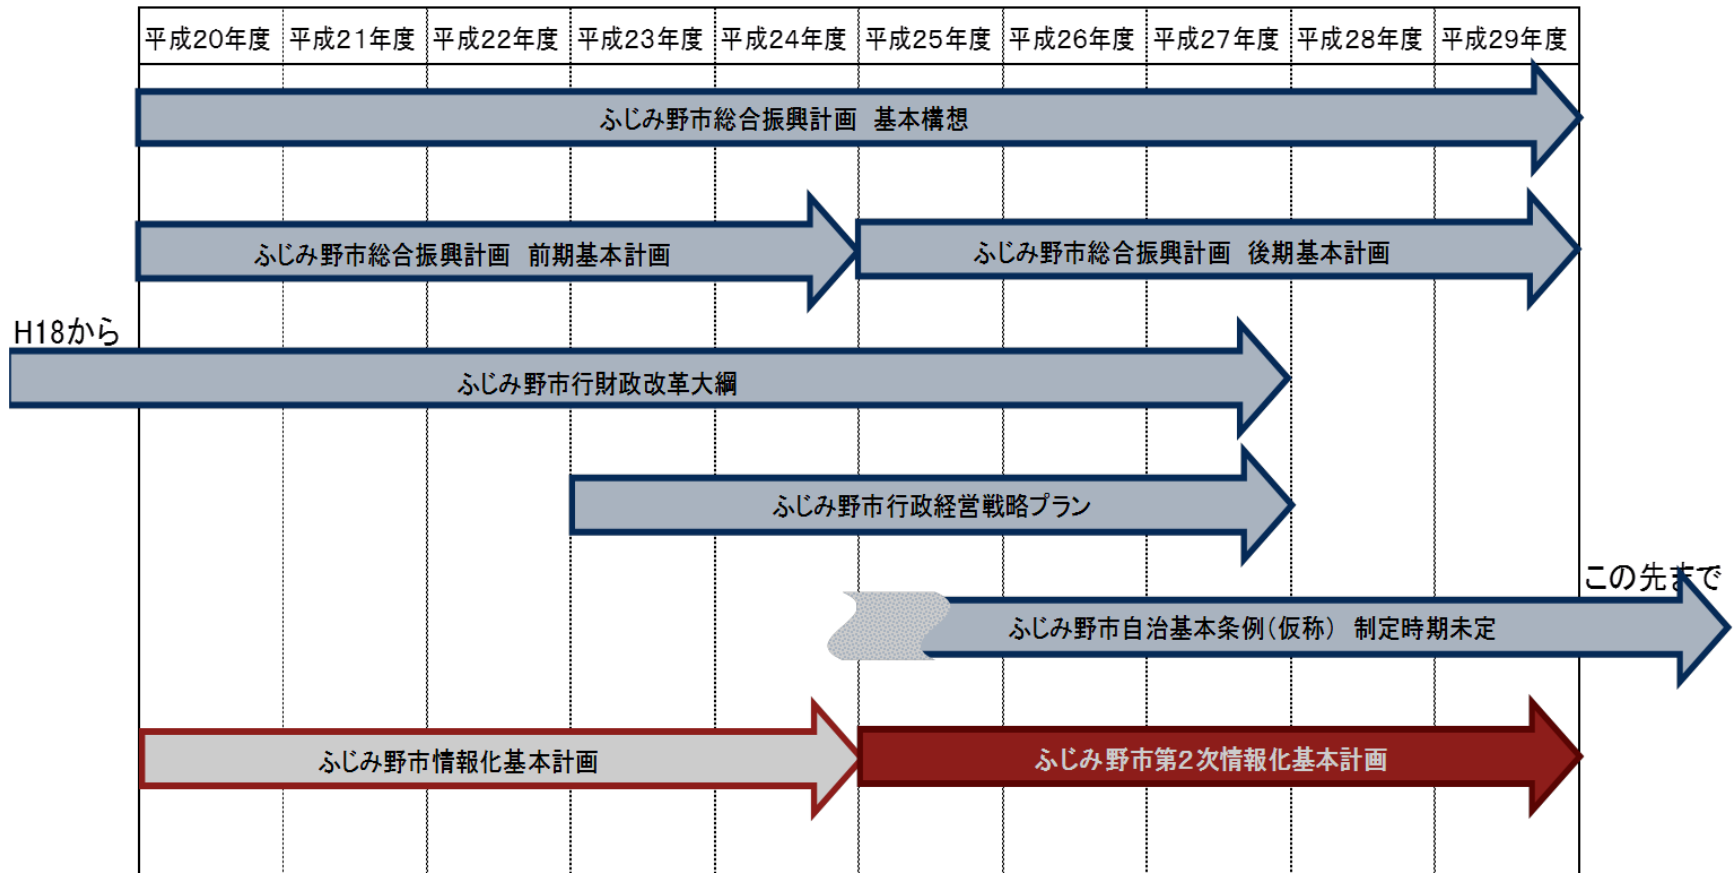 平成20年度 平成21年度 平成22年度 平成23年度 平成24年度 平成25年度 平成26年度 平成27年度 平成28年度 平成29年度
ふじみ野市総合振興計画　基本構想
ふじみ野市総合振興計画　前期基本計画 ふじみ野市総合振興計画　後期基本計画
H18から
ふじみ野市行財政改革大綱
ふじみ野市行政経営戦略プラン
この先まで
ふじみ野市自治基本条例（仮称）　制定時期未定
ふじみ野市情報化基本計画 ふじみ野市第2次情報化基本計画